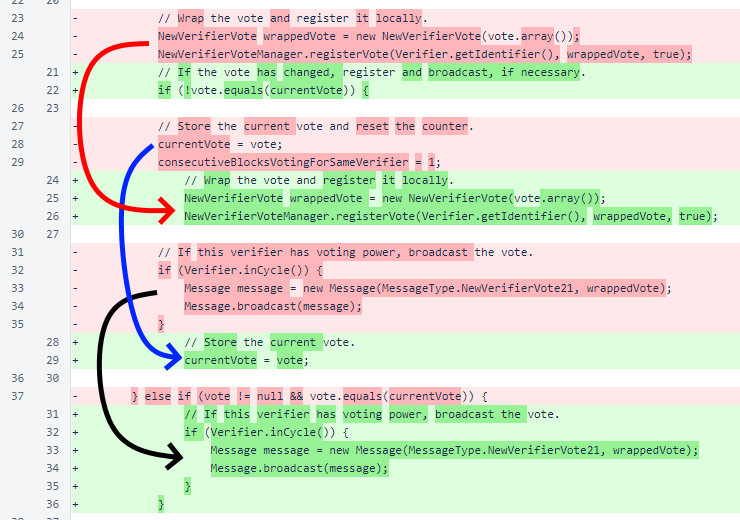 22 20
23 - // Wrap the vote and register it locally.
24 - NewVerifierVote wrappedVote = new NewVerifierVote(vote.array());
25 - NewVerifierVoteManager.registerVote(Verifier.getIdentifier(), wrappedVote, true);
21 + // If the vote has changed, register and broadcast, if necessary.
22 + if (!vote.equals(currentVote)) {
26 23
27 - // Store the current vote and reset the counter.
28 - currentVote = vote;
29 - consecutiveBlocksVotingForSameVerifier = 1;
24 + // Wrap the vote and register it locally.
25 + NewVerifierVote wrappedVote = new NewVerifierVote(vote.array());
26 + NewVerifierVoteManager.registerVote(Verifier.getIdentifier(), wrappedVote, true);
30 27
31 - // If this verifier has voting power, broadcast the vote.
32 - if (Verifier.inCycle()) {
33 - Message message = new Message(MessageType.NewVerifierVote21, wrappedVote);
34 - Message.broadcast(message);
35 - }
28 + // Store the current vote.
29 + currentVote = vote;
36 30
37 - } else if (vote != null && vote.equals(currentVote)) {
31 + // If this verifier has voting power, broadcast the vote.
32 + if (Verifier.inCycle()) {
33 + Message message = new Message(MessageType.NewVerifierVote21, wrappedVote);
34 + Message.broadcast(message);
35 + }
36 + }